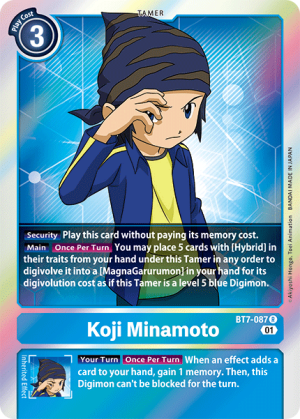 TAMER
Play Cost
3
Security Play this card without paying its memory cost.
Main Once Per Turn You may place 5 cards with [Hybrid] in
their traits from your hand under this Tamer in any order to
digivolve it into a [MagnaGarurumon] in your hand for its
digivolution cost as if this Tamer is a level 5 blue Digimon.
©Akiyoshi Hongo, Toei Animation BANDAI MADE IN JAPAN
BT7-087 R
Koji Minamoto
01
Inherited Effect
Your Turn Once Per Turn When an effect adds
a card to your hand, gain 1 memory. Then, this
Digimon can't be blocked for the turn.